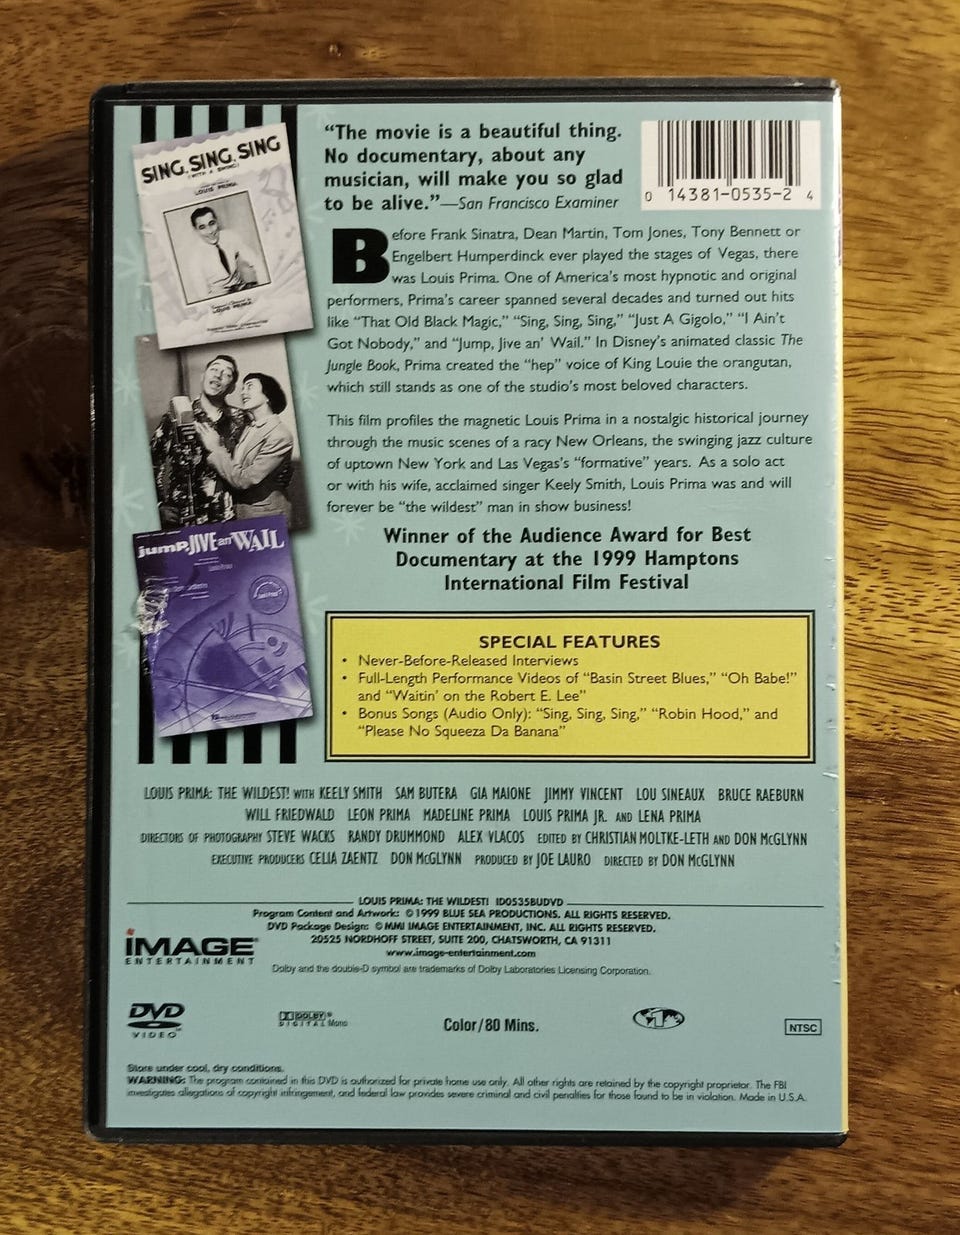 SING, SING, SING
(WITH A SWING)
LOUIS PRIMA
LOUIS PRIMA
jump, JIVE an' WAIL
Louis Prima
“The movie is a beautiful thing.
No documentary, about any
musician, will make you so glad
to be alive.”—San Francisco Examiner
0 14381-0535-2 4
Before Frank Sinatra, Dean Martin, Tom Jones, Tony Bennett or
Engelbert Humperdinck ever played the stages of Vegas, there
was Louis Prima. One of America's most hypnotic and original
performers, Prima's career spanned several decades and turned out hits
like “That Old Black Magic,” “Sing, Sing, Sing,” “Just A Gigolo,” “I Ain't
Got Nobody,” and “Jump, Jive an' Wail.” In Disney's animated classic The
Jungle Book, Prima created the “hep” voice of King Louie the orangutan,
which still stands as one of the studio's most beloved characters.
This film profiles the magnetic Louis Prima in a nostalgic historical journey
through the music scenes of a racy New Orleans, the swinging jazz culture
of uptown New York and Las Vegas's “formative” years. As a solo act
or with his wife, acclaimed singer Keely Smith, Louis Prima was and will
forever be “the wildest” man in show business!
Winner of the Audience Award for Best
Documentary at the 1999 Hamptons
International Film Festival
SPECIAL FEATURES
• Never-Before-Released Interviews
• Full-Length Performance Videos of “Basin Street Blues,” “Oh Babe!”
and “Waitin' on the Robert E. Lee”
• Bonus Songs (Audio Only): “Sing, Sing, Sing,” “Robin Hood,” and
“Please No Squeeza Da Banana”
LOUIS PRIMA: THE WILDEST! WITH KEELY SMITH SAM BUTERA GIA MAIONE JIMMY VINCENT LOU SINEAUX BRUCE RAEBURN
WILL FRIEDWALD LEON PRIMA MADELINE PRIMA LOUIS PRIMA JR. AND LENA PRIMA
DIRECTORS OF PHOTOGRAPHY STEVE WACKS RANDY DRUMMOND ALEX VLACOS EDITED BY CHRISTIAN MOLTKE-LETH AND DON McGLYNN
EXECUTIVE PRODUCERS CELIA ZAENTZ DON McGLYNN PRODUCED BY JOE LAURO DIRECTED BY DON McGLYNN
LOUIS PRIMA: THE WILDEST! ID0535BUDVD
Program Content and Artwork: ©1999 BLUE SEA PRODUCTIONS. ALL RIGHTS RESERVED.
DVD Package Design: ©MMI IMAGE ENTERTAINMENT, INC. ALL RIGHTS RESERVED.
20525 NORDHOFF STREET, SUITE 200, CHATSWORTH, CA 91311
www.image-entertainment.com
Dolby and the double-D symbol are trademarks of Dolby Laboratories Licensing Corporation.
iMAGE
ENTERTAINMENT
DVD
VIDEO
DOLBY
DIGITAL Mono
Color/80 Mins.
1
NTSC
Store under cool, dry conditions.
WARNING: The program contained in this DVD is authorized for private home use only. All other rights are retained by the copyright proprietor. The FBI
investigates allegations of copyright infringement, and federal law provides severe criminal and civil penalties for those found to be in violation. Made in U.S.A.